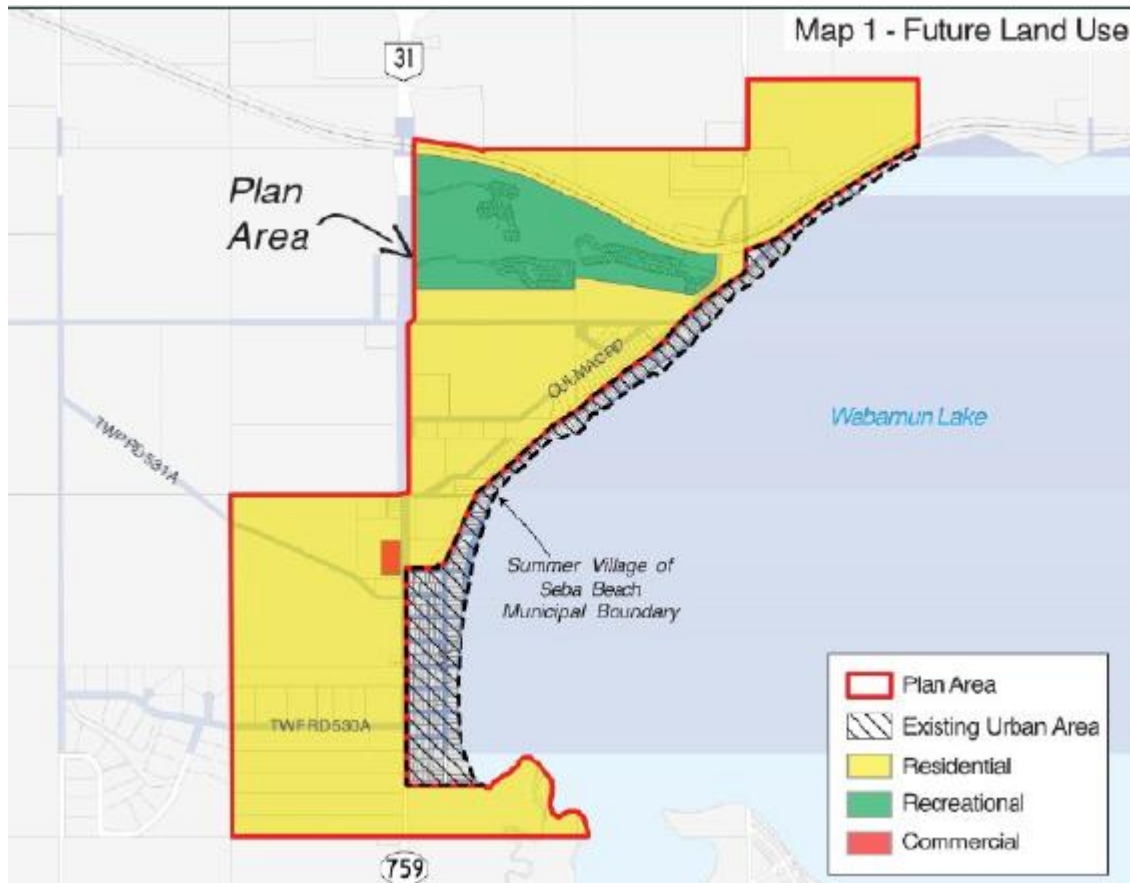 Map 1 - Future Land Use
31
Plan
Area
TWP RD 531A
Wabamun Lake
Summer Village of
Seba Beach
Municipal Boundary
TWP RD 530A
759
Plan Area
Existing Urban Area
Residential
Recreational
Commercial